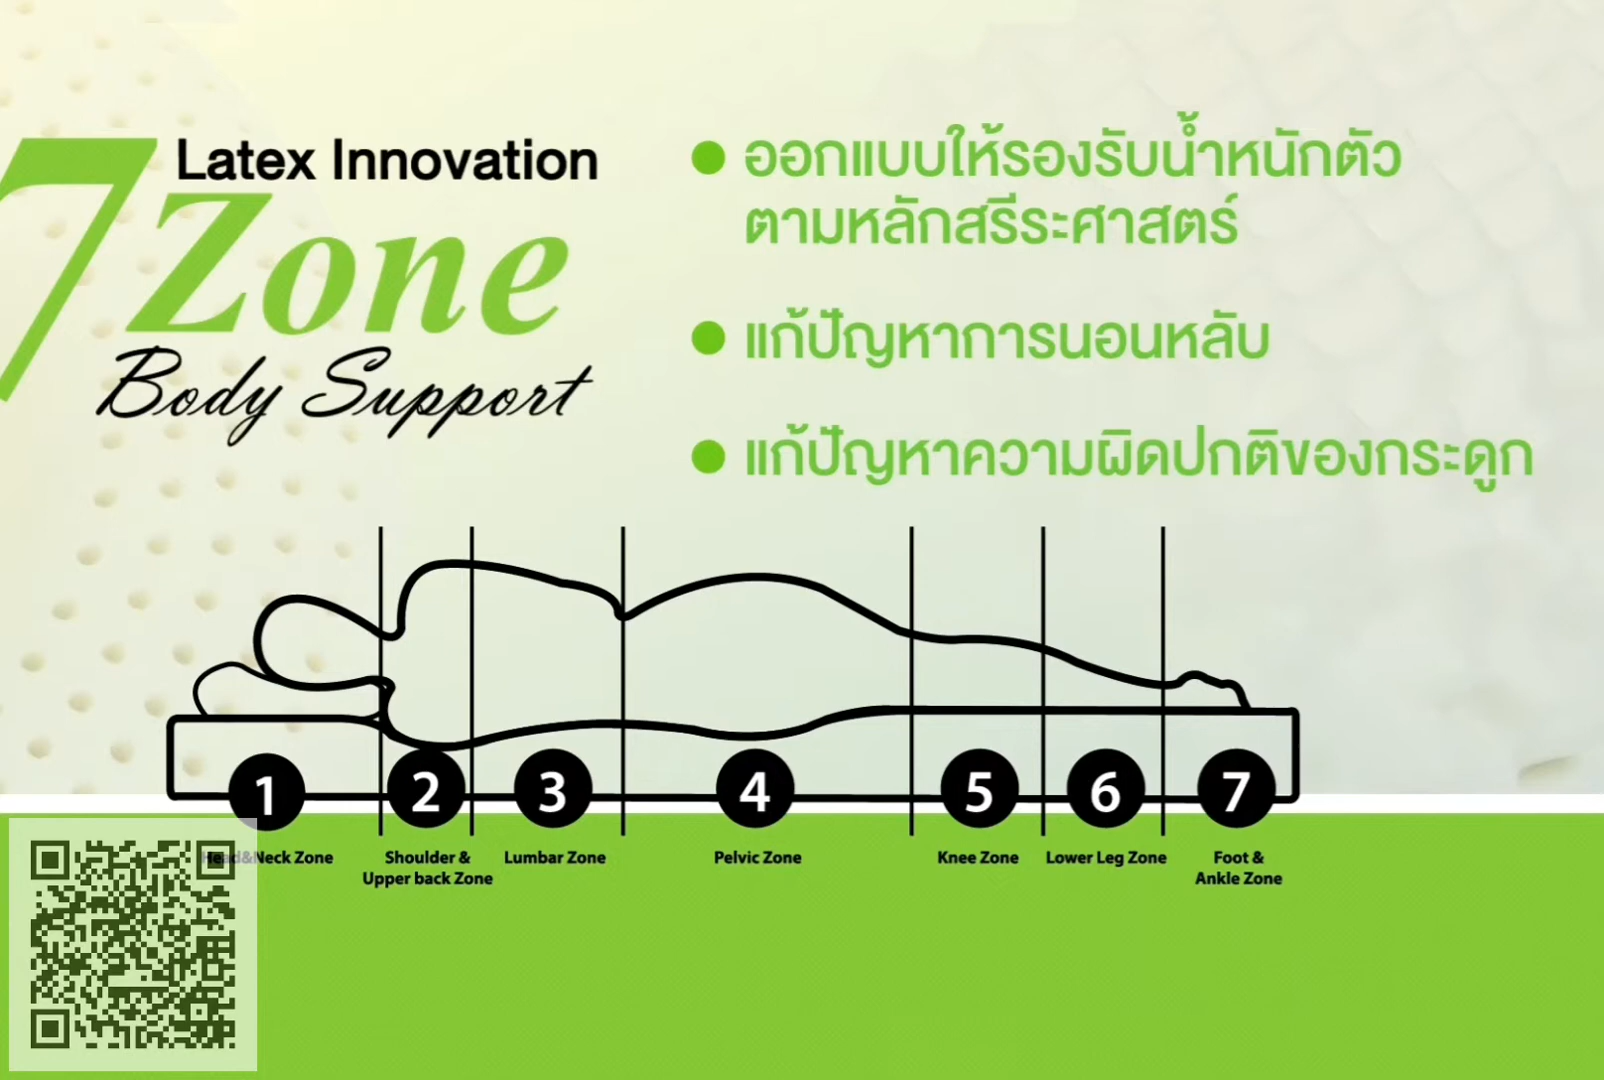 Latex Innovation
7 Zone
Body Support
● ออกแบบให้รองรับน้ำหนักตัว
ตามหลักสรีระศาสตร์
● แก้ปัญหาการนอนหลับ
● แก้ปัญหาความผิดปกติของกระดูก
1 2 3 4 5 6 7
Head&Neck Zone
Shoulder &
Upper back Zone
Lumbar Zone
Pelvic Zone
Knee Zone
Lower Leg Zone
Foot &
Ankle Zone